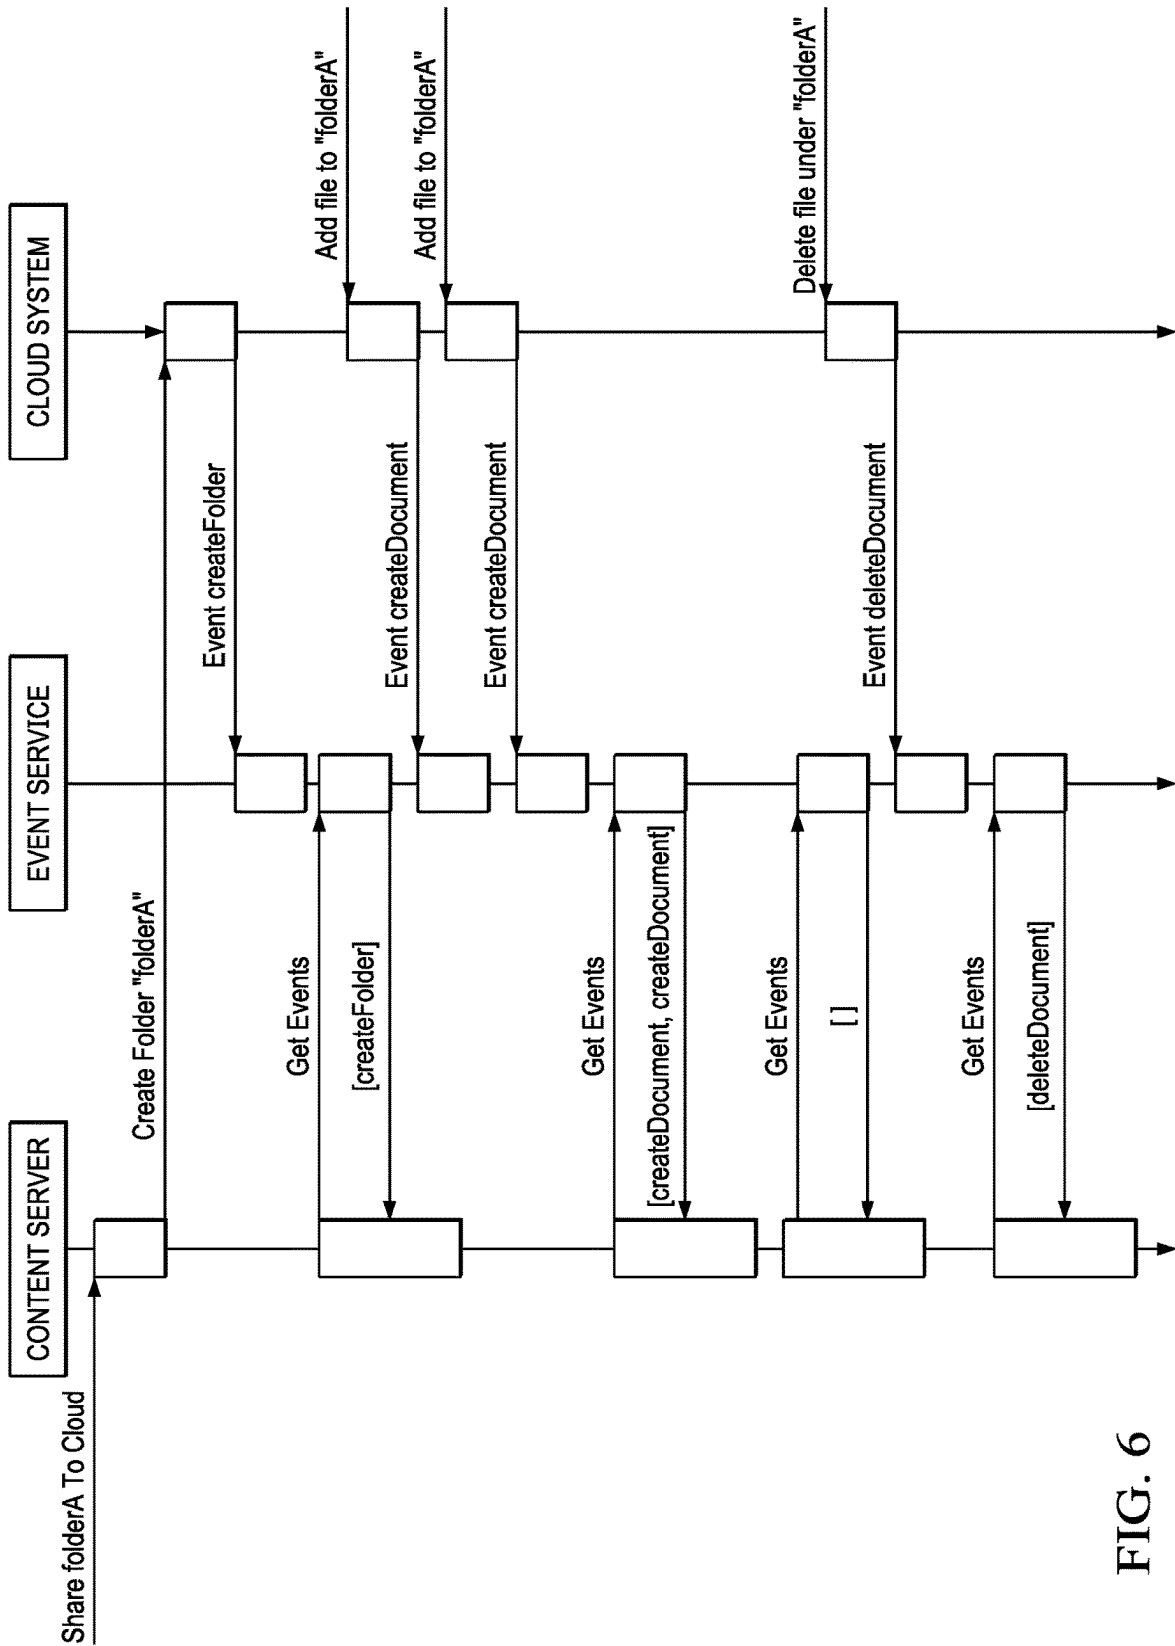 CONTENT SERVER
EVENT SERVICE
CLOUD SYSTEM
Share folderA To Cloud
Create Folder "folderA"
Event createFolder
Get Events
Add file to "folderA"
[createFolder]
Event createDocument
Add file to "folderA"
Event createDocument
Get Events
[createDocument, createDocument]
Get Events
Delete file under "folderA"
[ ]
Event deleteDocument
Get Events
[deleteDocument]
FIG. 6